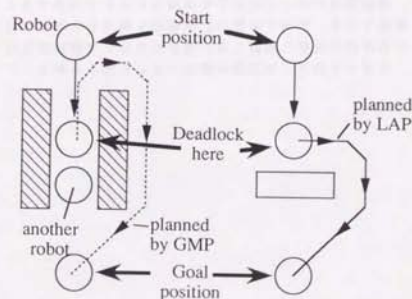 Robot
Start
position
planned
by LAP
Deadlock
here
another
robot
planned
by GMP
Goal
position